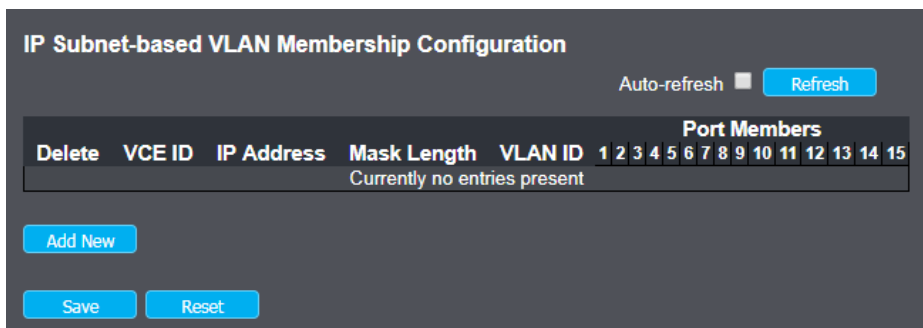 IP Subnet-based VLAN Membership Configuration
Auto-refresh Refresh
Port Members
Delete VCE ID IP Address Mask Length VLAN ID 1 2 3 4 5 6 7 8 9 10 11 12 13 14 15
Currently no entries present
Add New
Save Reset